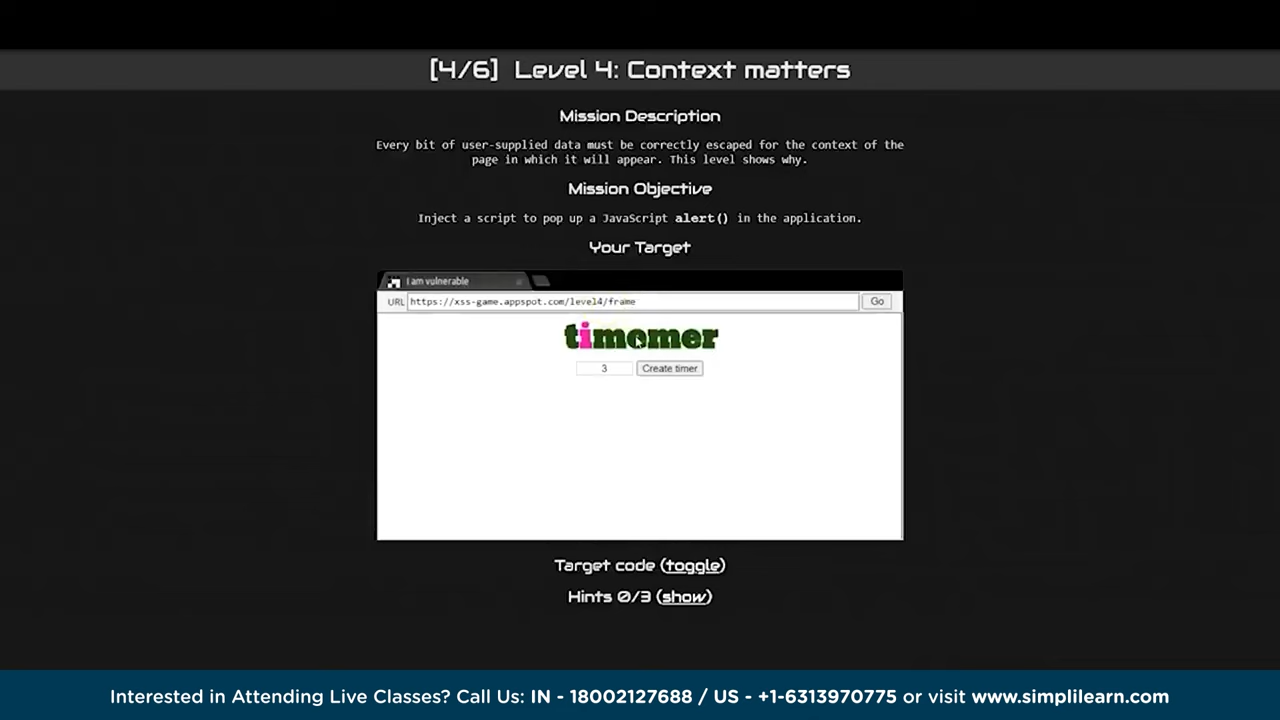 [4/6] Level 4: Context matters
Mission Description
Every bit of user-supplied data must be correctly escaped for the context of the
page in which it will appear. This level shows why.
Mission Objective
Inject a script to pop up a JavaScript alert() in the application.
Your Target
I am vulnerable
URL https://xss-game.appspot.com/level4/frame Go
timomer
3 Create timer
Target code (toggle)
Hints 0/3 (show)
Interested in Attending Live Classes? Call Us: IN - 18002127688 / US - +1-6313970775 or visit www.simplilearn.com